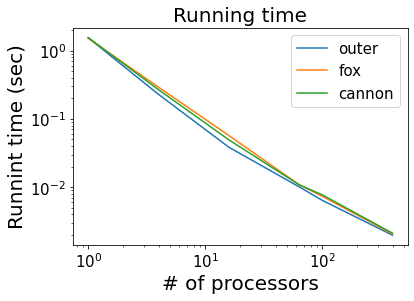 Running time
Runnint time (sec)
10⁰
10⁻¹
10⁻²
outer
fox
cannon
10⁰
10¹
10²
# of processors